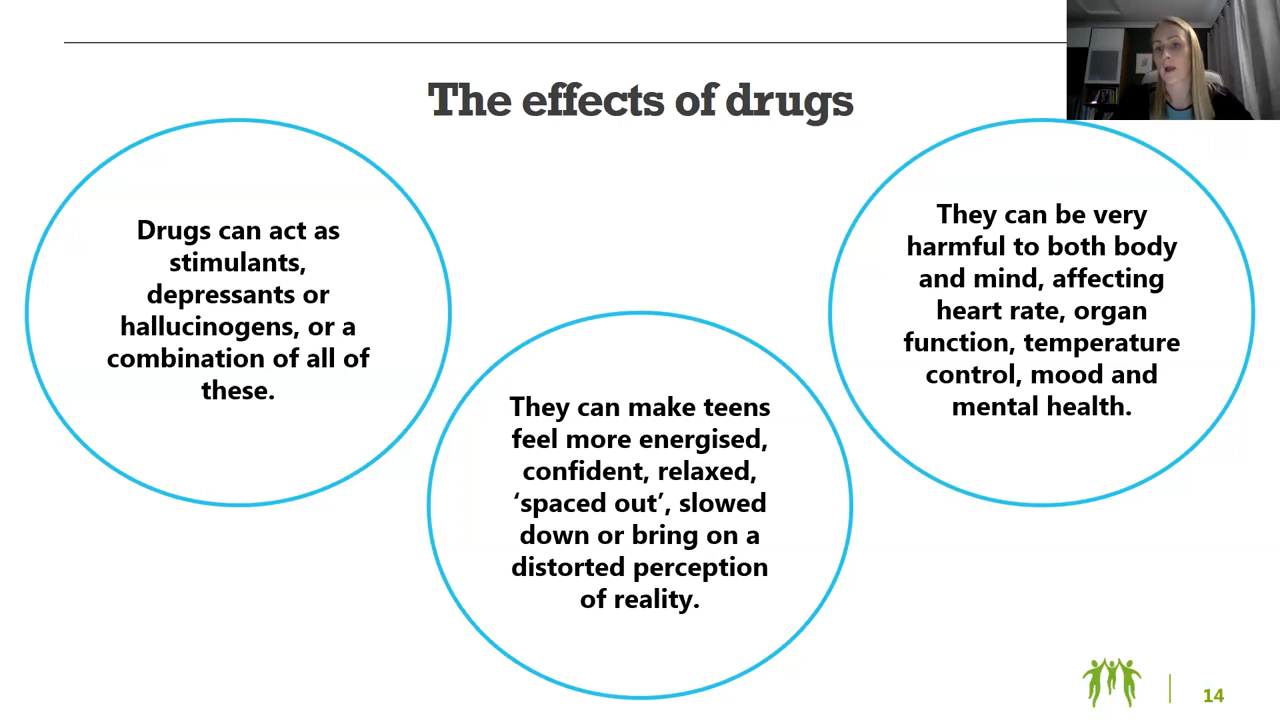 The effects of drugs
Drugs can act as
stimulants,
depressants or
hallucinogens, or a
combination of all of
these.
They can make teens
feel more energised,
confident, relaxed,
‘spaced out’, slowed
down or bring on a
distorted perception
of reality.
They can be very
harmful to both body
and mind, affecting
heart rate, organ
function, temperature
control, mood and
mental health.
14